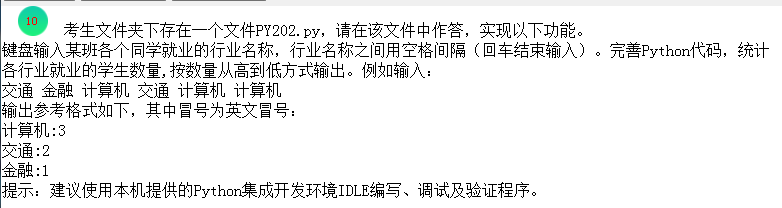 10 考生文件夹下存在一个文件PY202.py，请在该文件中作答，实现以下功能。
键盘输入某班各个同学就业的行业名称，行业名称之间用空格间隔（回车结束输入）。完善Python代码，统计
各行业就业的学生数量,按数量从高到低方式输出。例如输入：
交通 金融 计算机 交通 计算机 计算机
输出参考格式如下，其中冒号为英文冒号：
计算机:3
交通:2
金融:1
提示：建议使用本机提供的Python集成开发环境IDLE编写、调试及验证程序。